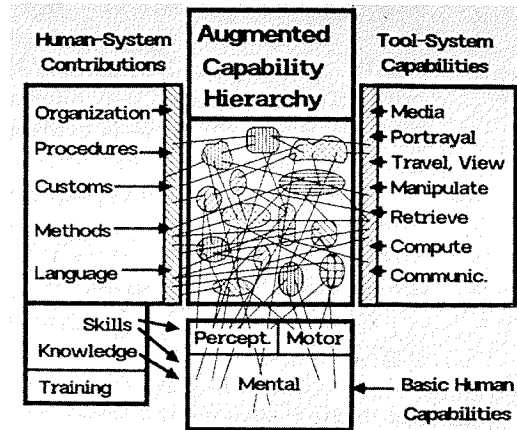 Human-System
Contributions
Augmented
Capability
Hierarchy
Tool-System
Capabilities
Organization
Procedures
Customs
Methods
Language
Media
Portrayal
Travel, View
Manipulate
Retrieve
Compute
Communic.
Skills
Knowledge
Training
Percept.
Motor
Mental
Basic Human
Capabilities